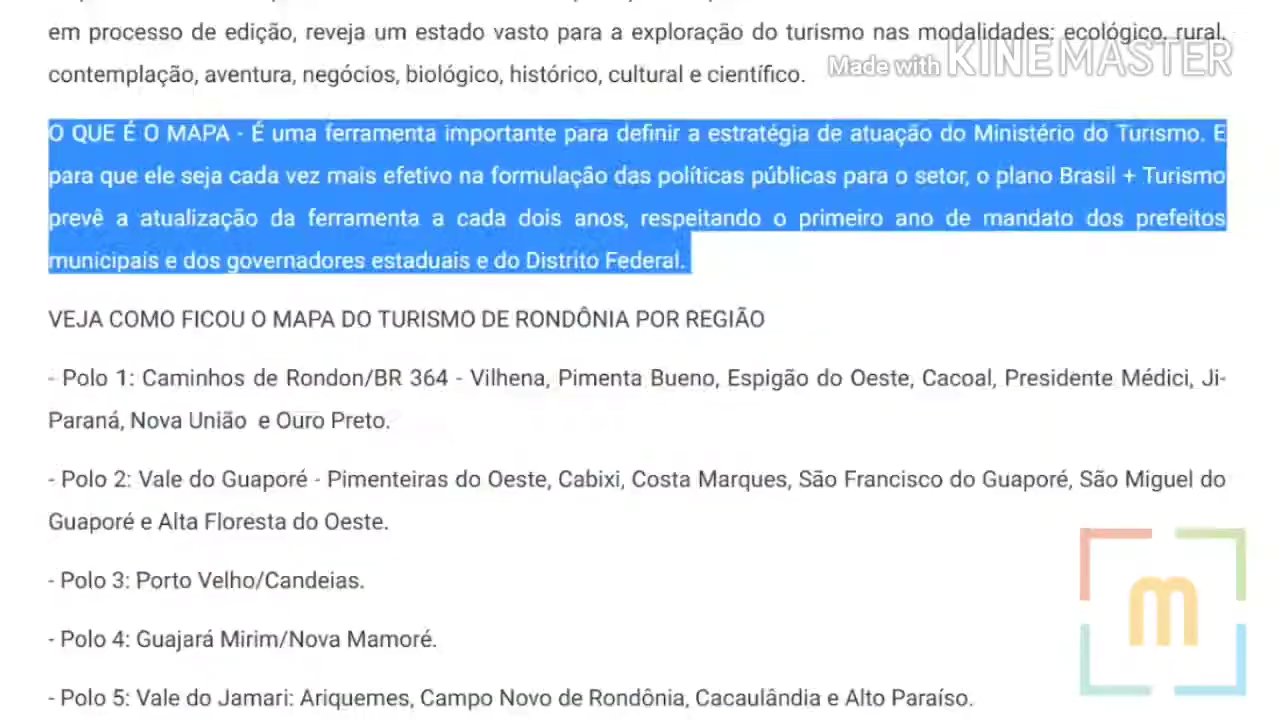 em processo de edição, reveja um estado vasto para a exploração do turismo nas modalidades: ecológico, rural,
contemplação, aventura, negócios, biológico, histórico, cultural e científico.
Made with KINEMASTER
O QUE É O MAPA - É uma ferramenta importante para definir a estratégia de atuação do Ministério do Turismo. E
para que ele seja cada vez mais efetivo na formulação das políticas públicas para o setor, o plano Brasil + Turismo
prevê a atualização da ferramenta a cada dois anos, respeitando o primeiro ano de mandato dos prefeitos
municipais e dos governadores estaduais e do Distrito Federal.
VEJA COMO FICOU O MAPA DO TURISMO DE RONDÔNIA POR REGIÃO
- Polo 1: Caminhos de Rondon/BR 364 - Vilhena, Pimenta Bueno, Espigão do Oeste, Cacoal, Presidente Médici, Ji-
Paraná, Nova União e Ouro Preto.
- Polo 2: Vale do Guaporé - Pimenteiras do Oeste, Cabixi, Costa Marques, São Francisco do Guaporé, São Miguel do
Guaporé e Alta Floresta do Oeste.
- Polo 3: Porto Velho/Candeias.
m
- Polo 4: Guajará Mirim/Nova Mamoré.
- Polo 5: Vale do Jamari: Ariquemes, Campo Novo de Rondônia, Cacaulândia e Alto Paraíso.